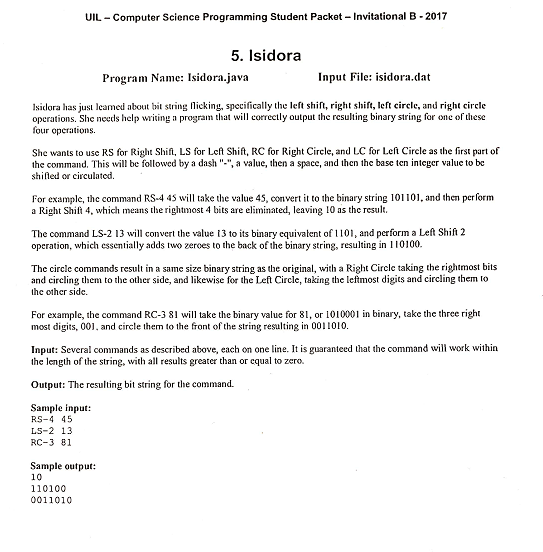 UIL – Computer Science Programming Student Packet – Invitational B - 2017
5. Isidora
Program Name: Isidora.java Input File: isidora.dat
Isidora has just learned about bit string flicking, specifically the left shift, right shift, left circle, and right circle
operations. She needs help writing a program that will correctly output the resulting binary string for one of these
four operations.
She wants to use RS for Right Shift, LS for Left Shift, RC for Right Circle, and LC for Left Circle as the first part of
the command. This will be followed by a dash "-", a value, then a space, and then the base ten integer value to be
shifted or circulated.
For example, the command RS-4 45 will take the value 45, convert it to the binary string 101101, and then perform
a Right Shift 4, which means the rightmost 4 bits are eliminated, leaving 10 as the result.
The command LS-2 13 will convert the value 13 to its binary equivalent of 1101, and perform a Left Shift 2
operation, which essentially adds two zeroes to the back of the binary string, resulting in 110100.
The circle commands result in a same size binary string as the original, with a Right Circle taking the rightmost bits
and circling them to the other side, and likewise for the Left Circle, taking the leftmost digits and circling them to
the other side.
For example, the command RC-3 81 will take the binary value for 81, or 1010001 in binary, take the three right
most digits, 001, and circle them to the front of the string resulting in 0011010.
Input: Several commands as described above, each on one line. It is guaranteed that the command will work within
the length of the string, with all results greater than or equal to zero.
Output: The resulting bit string for the command.
Sample input:
RS-4 45
LS-2 13
RC-3 81
Sample output:
10
110100
0011010